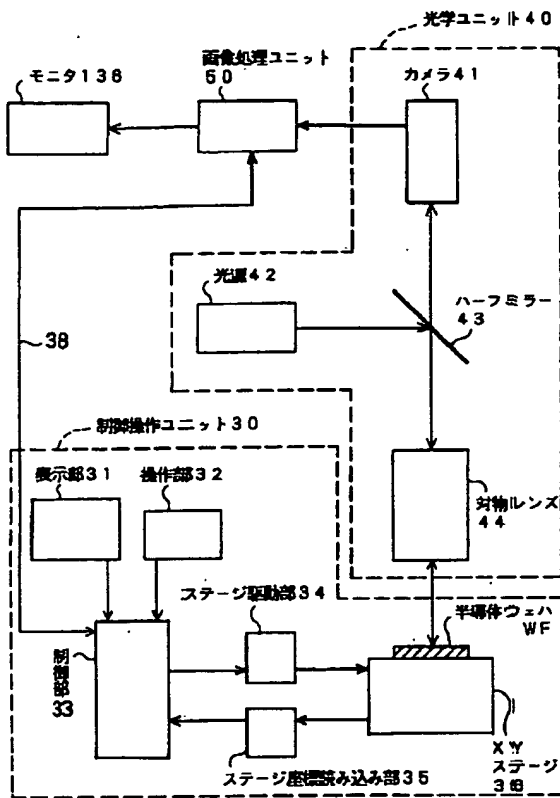 光学ユニット40
画像処理ユニット
50
モニタ136
カメラ41
光源42
ハーフミラー
43
38
制御操作ユニット30
表示部31
操作部32
対物レンズ
44
ステージ駆動部34
半導体ウェハ
WF
制御部
33
ステージ座標読み込み部35
XY
ステージ